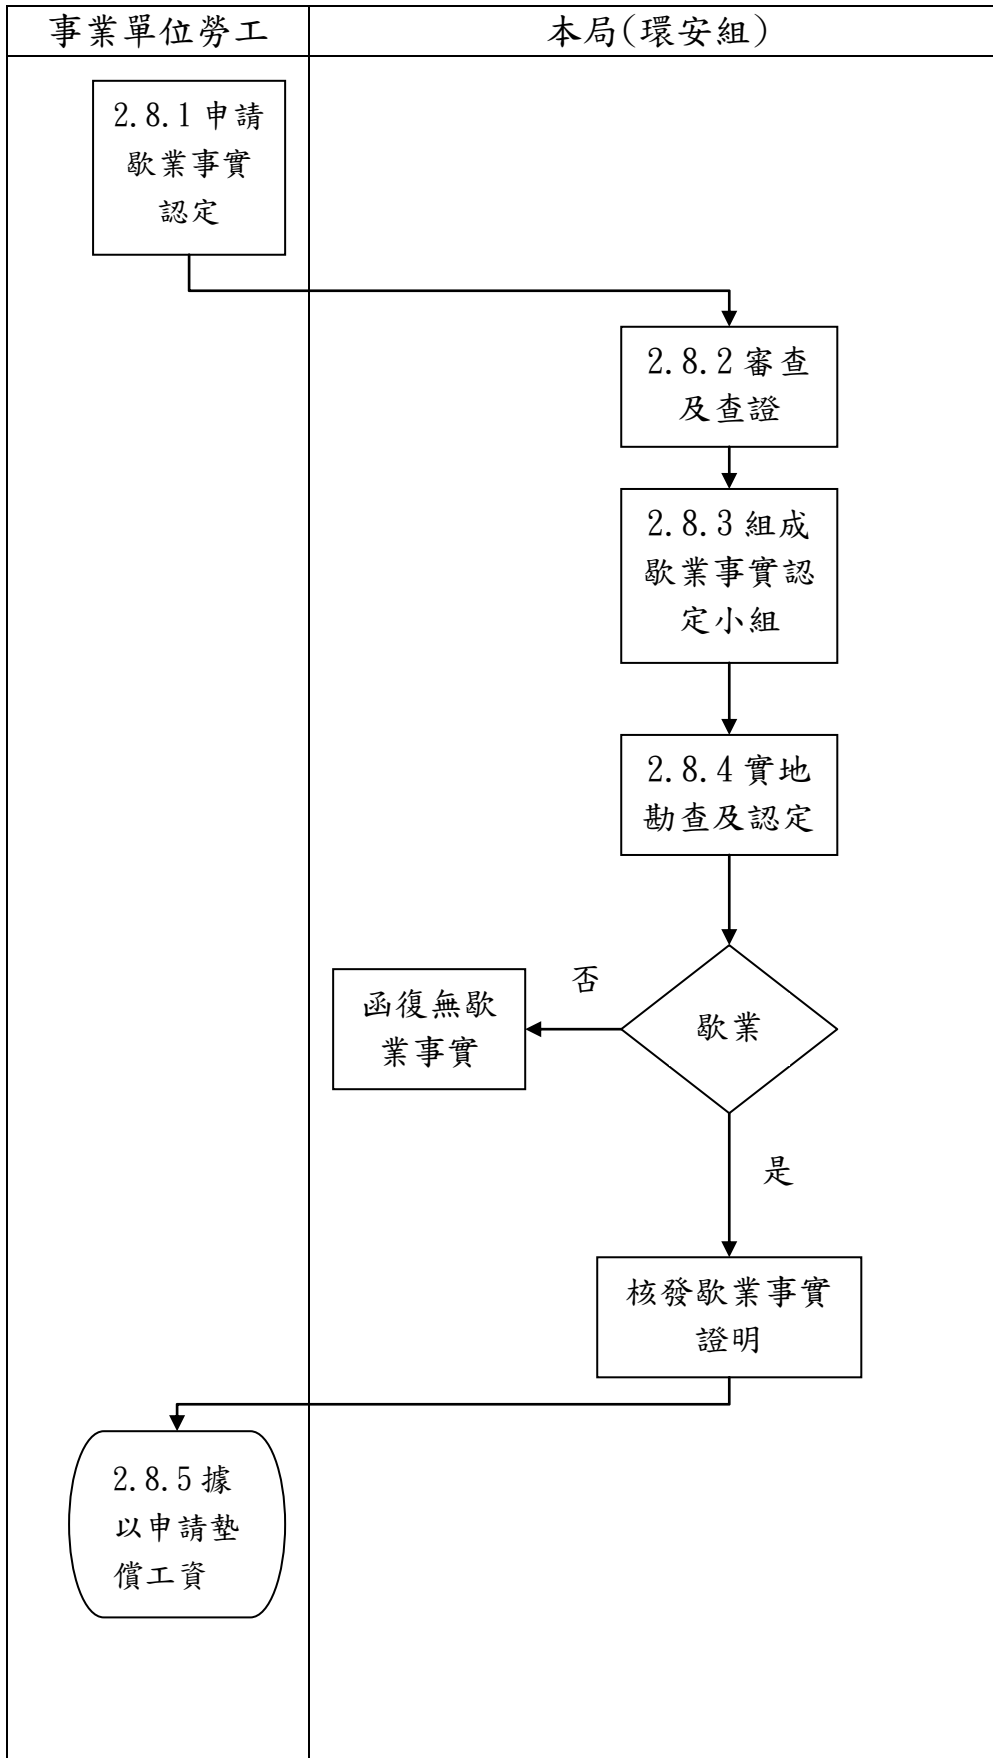 事業單位勞工
本局(環安組)
2.8.1 申請
歇業事實
認定
2.8.2 審查
及查證
2.8.3 組成
歇業事實認
定小組
2.8.4 實地
勘查及認定
歇業
否
函復無歇
業事實
是
核發歇業事實
證明
2.8.5 據
以申請墊
償工資